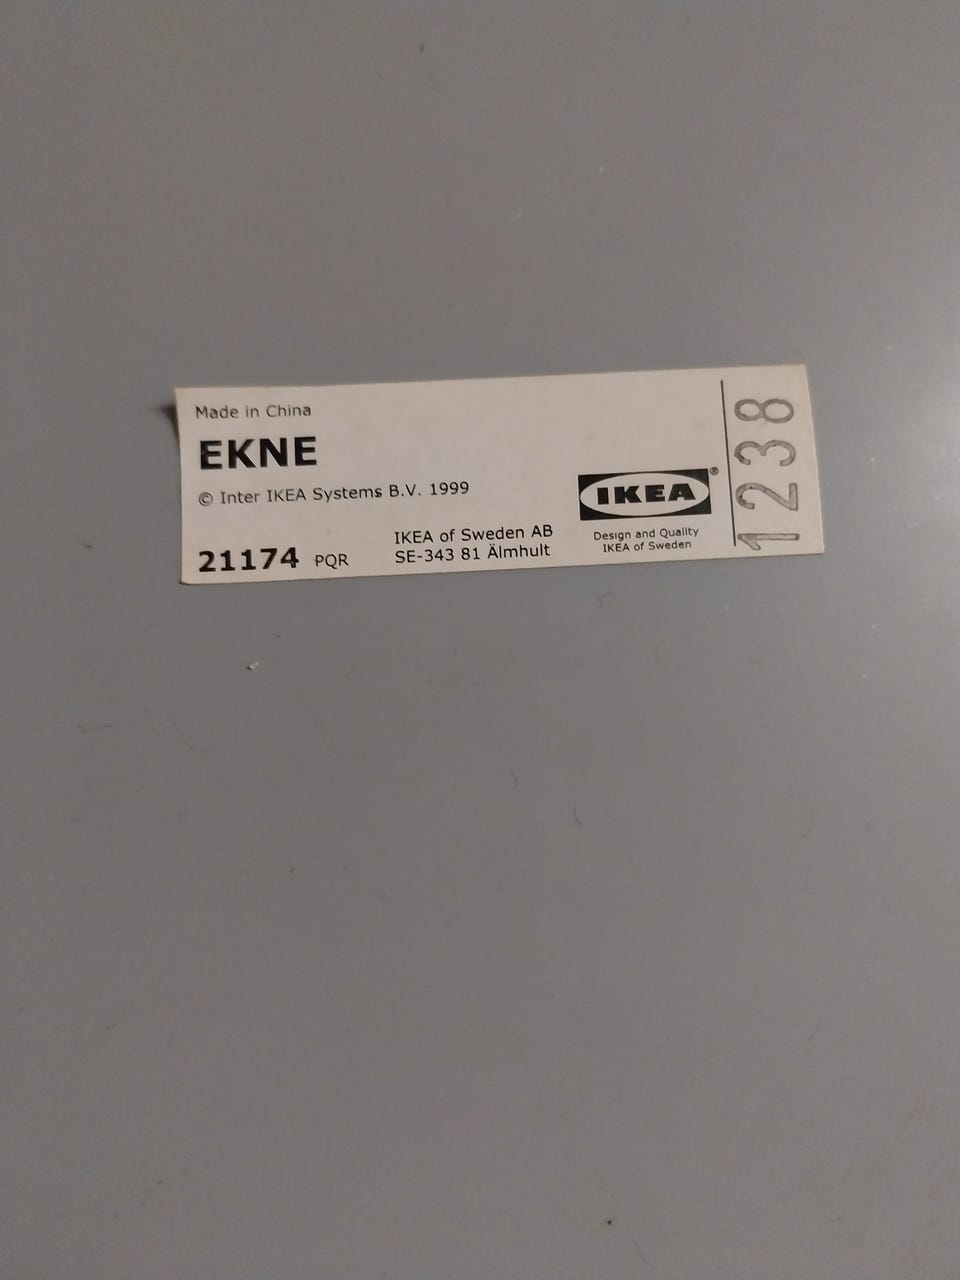 Made in China
EKNE
© Inter IKEA Systems B.V. 1999
21174 PQR
IKEA of Sweden AB
SE-343 81 Älmhult
IKEA®
Design and Quality
IKEA of Sweden
1238